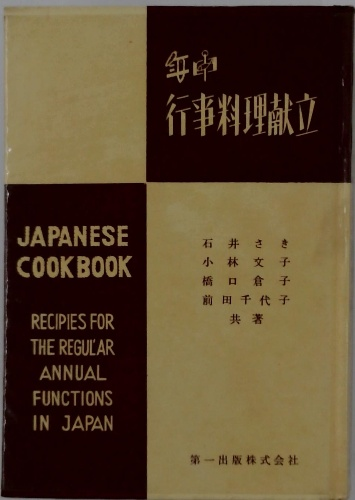 年中
行事料理献立
JAPANESE
COOKBOOK
RECIPIES FOR
THE REGULAR
ANNUAL
FUNCTIONS
IN JAPAN
石井さき
小林文子
橋口倉子
前田千代子
共著
第一出版株式会社